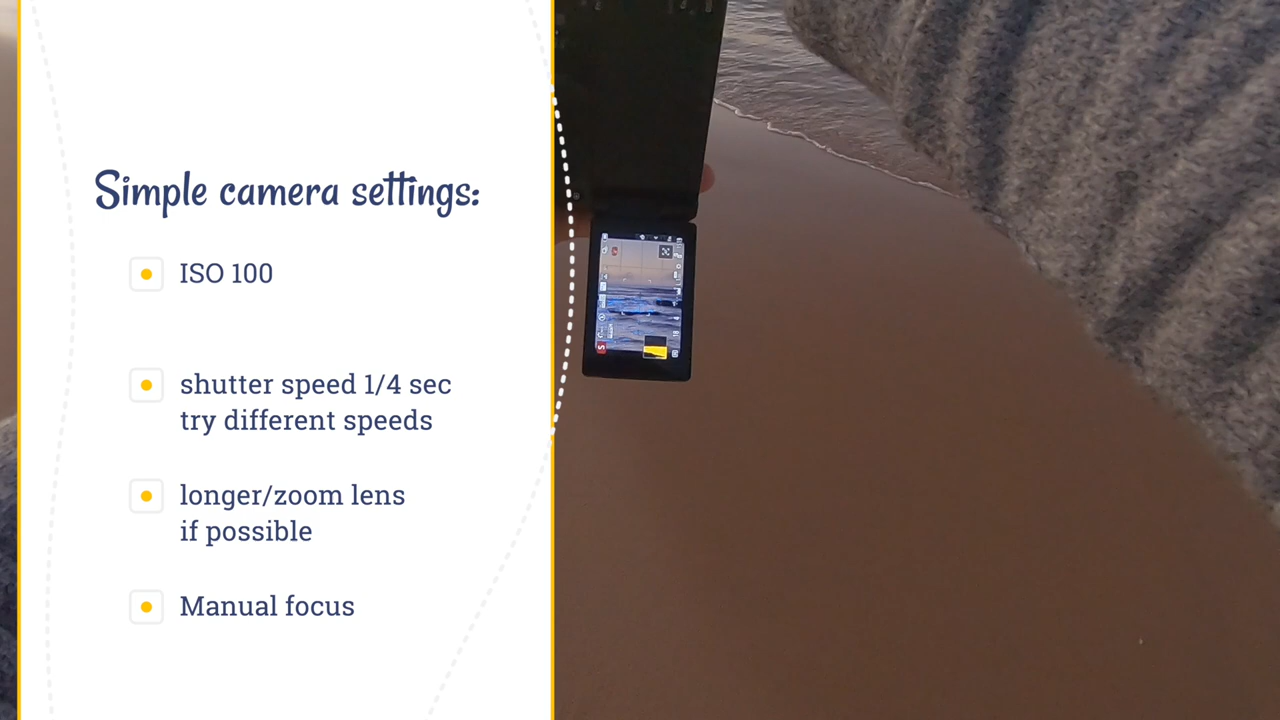 Simple camera settings:
ISO 100
shutter speed 1/4 sec
try different speeds
longer/zoom lens
if possible
Manual focus